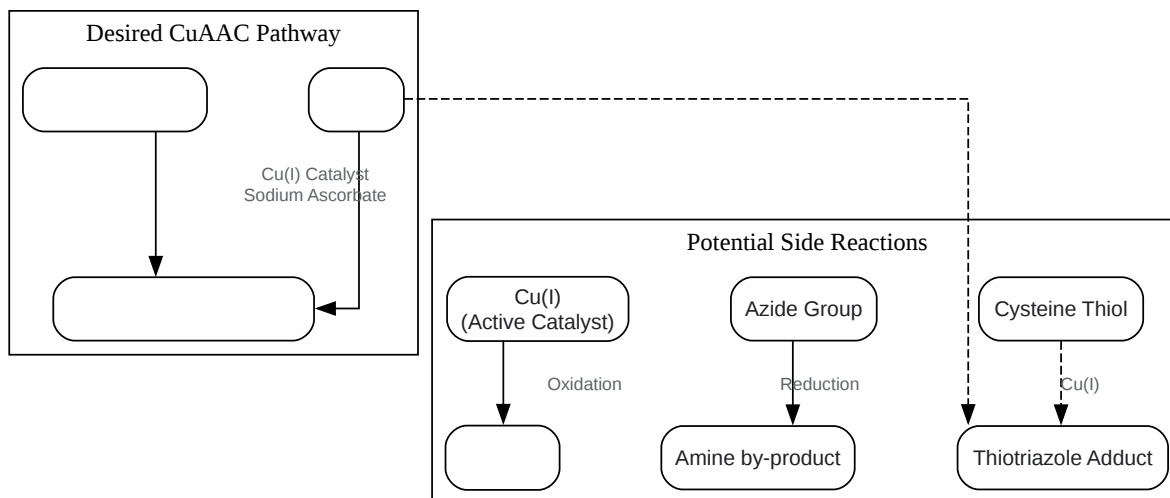 Desired CuAAC Pathway
Cu(I) Catalyst
Sodium Ascorbate
Potential Side Reactions
Cu(I)
(Active Catalyst)
Azide Group
Cysteine Thiol
Oxidation
Reduction
Cu(I)
Amine by-product
Thiotriazole Adduct